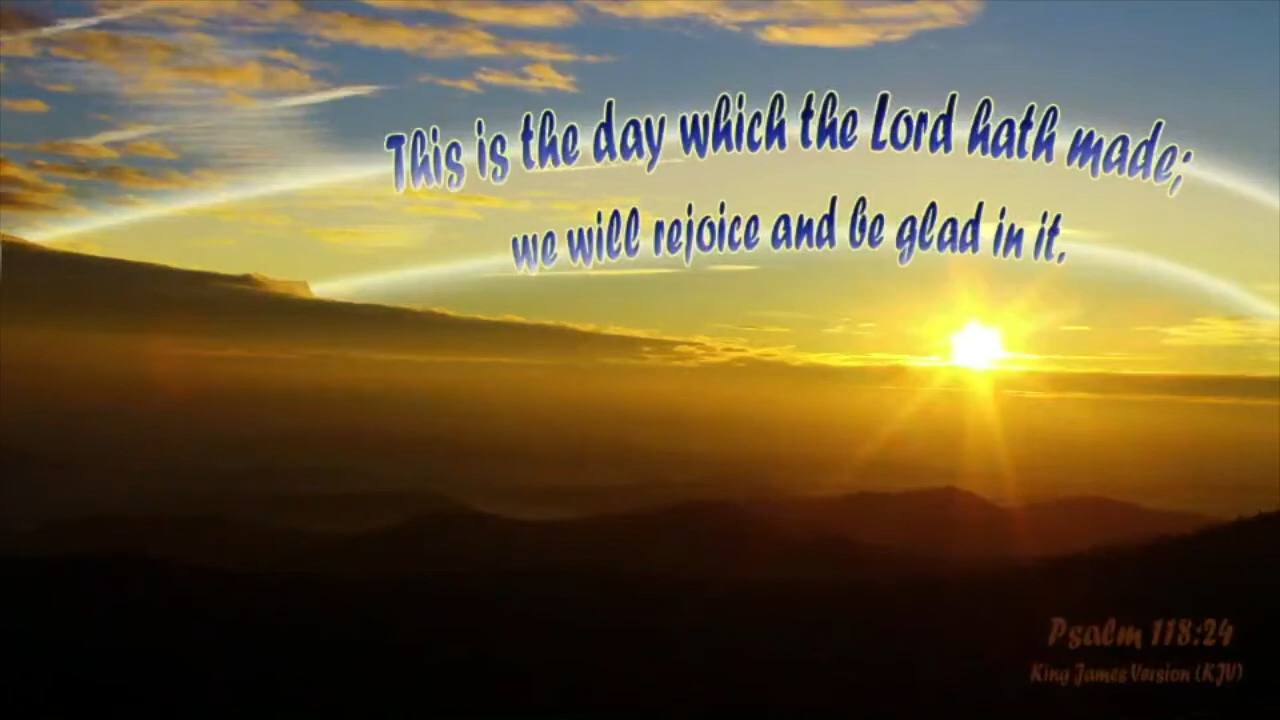 This is the day which the Lord hath made;
we will rejoice and be glad in it.
Psalm 118:24
King James Version (KJV)